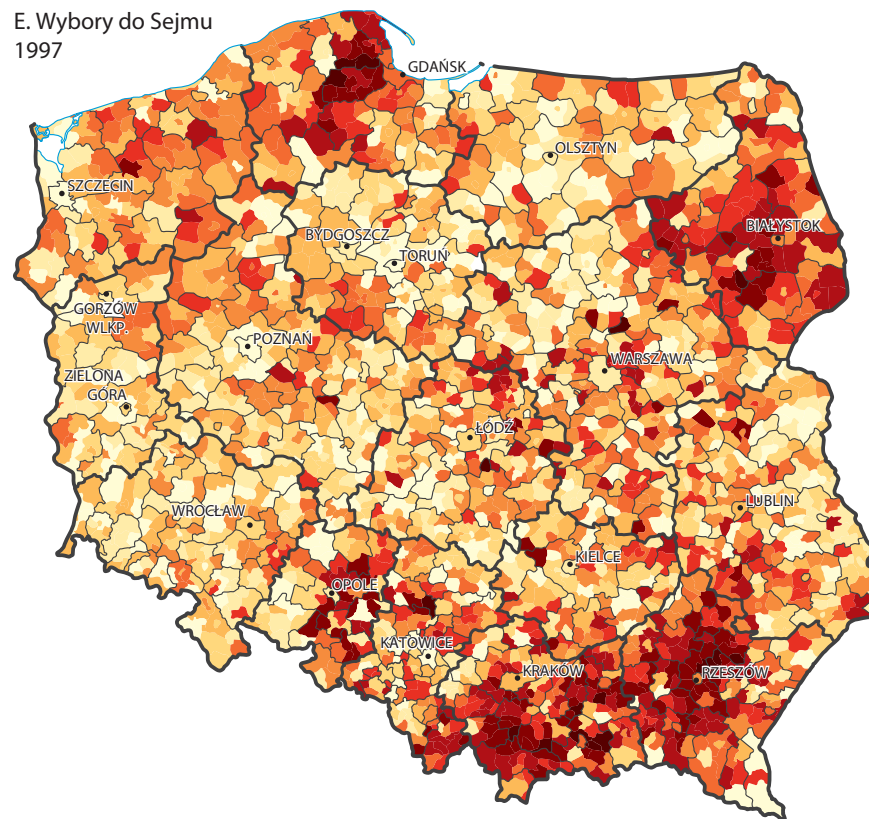 E. Wybory do Sejmu
1997
GDAŃSK
OLSZTYN
SZCZECIN
BIAŁYSTOK
BYDGOSZCZ
TORUŃ
GORZÓW
WLKP.
POZNAŃ
WARSZAWA
ZIELONA
GÓRA
ŁÓDŹ
WROCŁAW
LUBLIN
KIELCE
OPOLE
KATOWICE
KRAKÓW
RZESZÓW